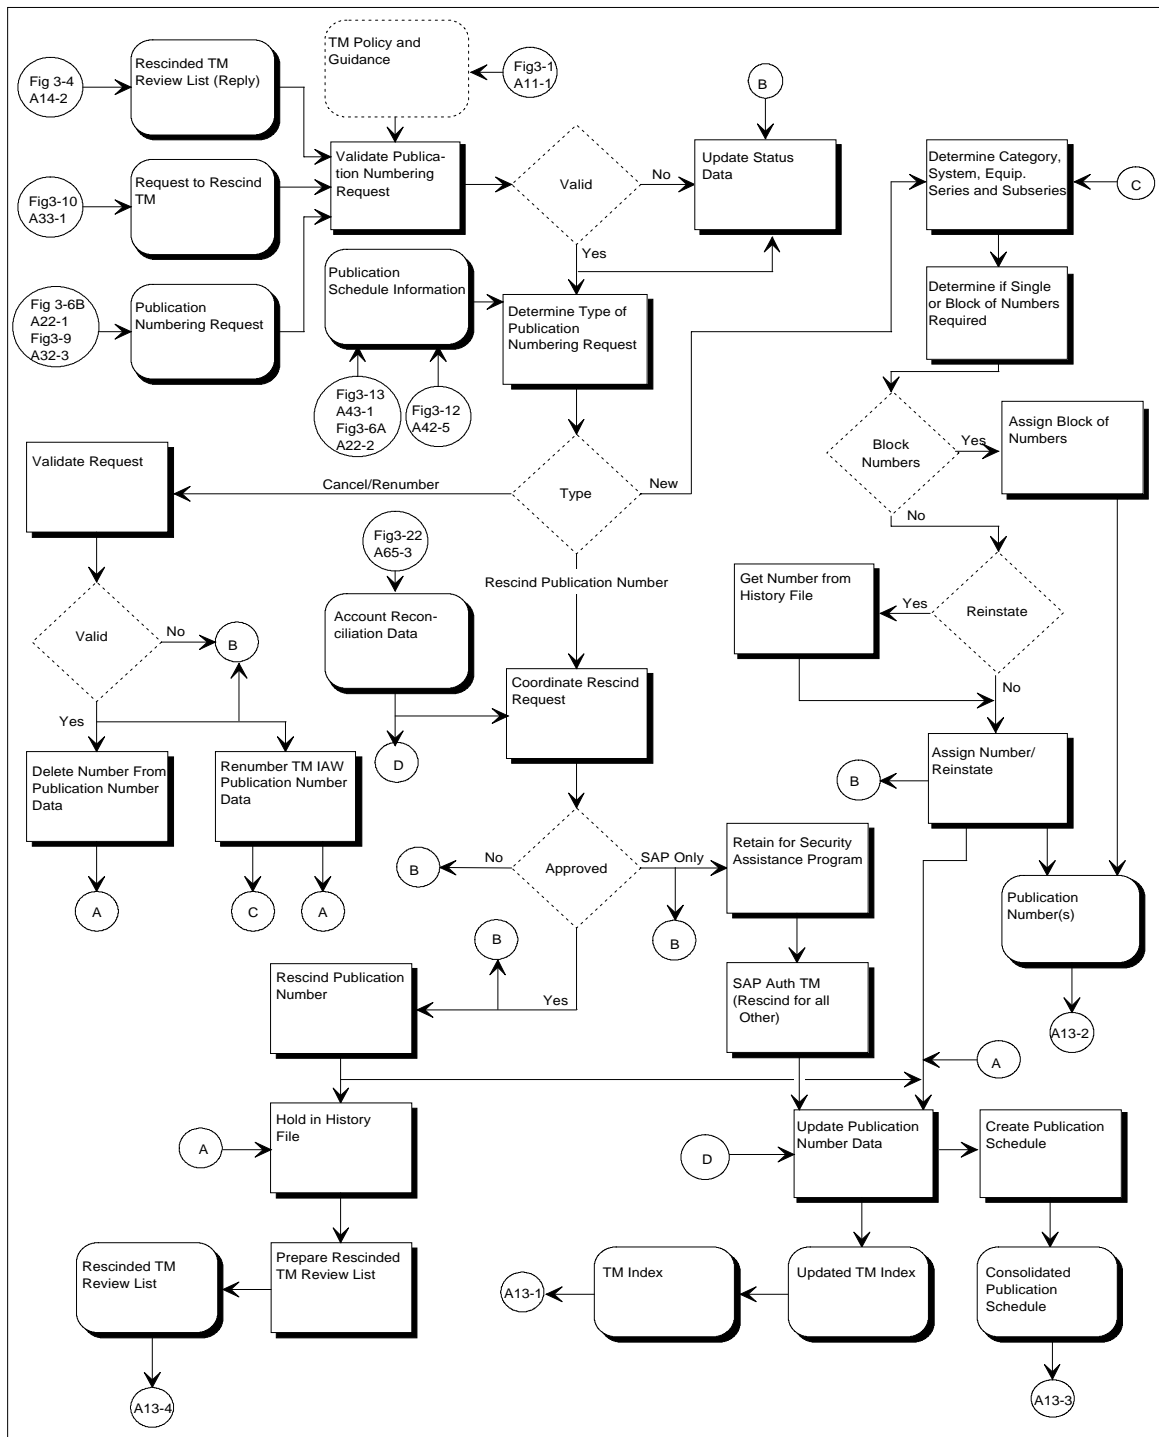 TM Policy and
Guidance
Fig3-1
A11-1
Rescinded TM
Review List (Reply)
Fig 3-4
A14-2
B
Validate Publica-
tion Numbering
Request
Valid
No
Update Status
Data
Determine Category,
System, Equip.
Series and Subseries
C
Request to Rescind
TM
Fig3-10
A33-1
Yes
Publication
Schedule Information
Determine Type of
Publication
Numbering Request
Determine if Single
or Block of Numbers
Required
Fig 3-6B
A22-1
Fig3-9
A32-3
Publication
Numbering Request
Fig3-13
A43-1
Fig3-6A
A22-2
Fig3-12
A42-5
Block
Numbers
Yes
Assign Block of
Numbers
Validate Request
Cancel/Renumber
Type
New
No
Fig3-22
A65-3
Rescind Publication Number
Get Number from
History File
Yes
Reinstate
Valid
No
B
Account Recon-
ciliation Data
Coordinate Rescind
Request
No
Yes
D
Delete Number From
Publication Number
Data
Renumber TM IAW
Publication Number
Data
B
Assign Number/
Reinstate
A
C
A
B
No
Approved
SAP Only
Retain for Security
Assistance Program
B
Publication
Number(s)
B
Yes
Rescind Publication
Number
SAP Auth TM
(Rescind for all
Other)
A13-2
A
Hold in History
File
A
D
Update Publication
Number Data
Create Publication
Schedule
Rescinded TM
Review List
Prepare Rescinded
TM Review List
A13-1
TM Index
Updated TM Index
Consolidated
Publication
Schedule
A13-4
A13-3